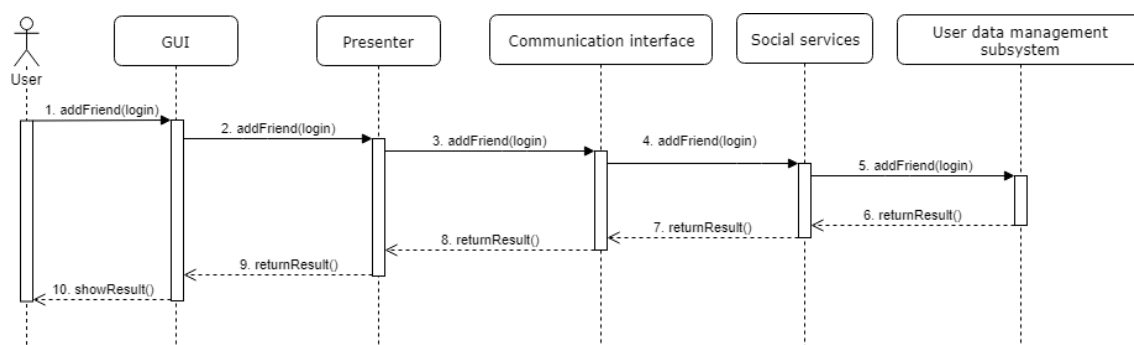 User
GUI
Presenter
Communication interface
Social services
User data management
subsystem
1. addFriend(login)
2. addFriend(login)
3. addFriend(login)
4. addFriend(login)
5. addFriend(login)
6. returnResult()
7. returnResult()
8. returnResult()
9. returnResult()
10. showResult()